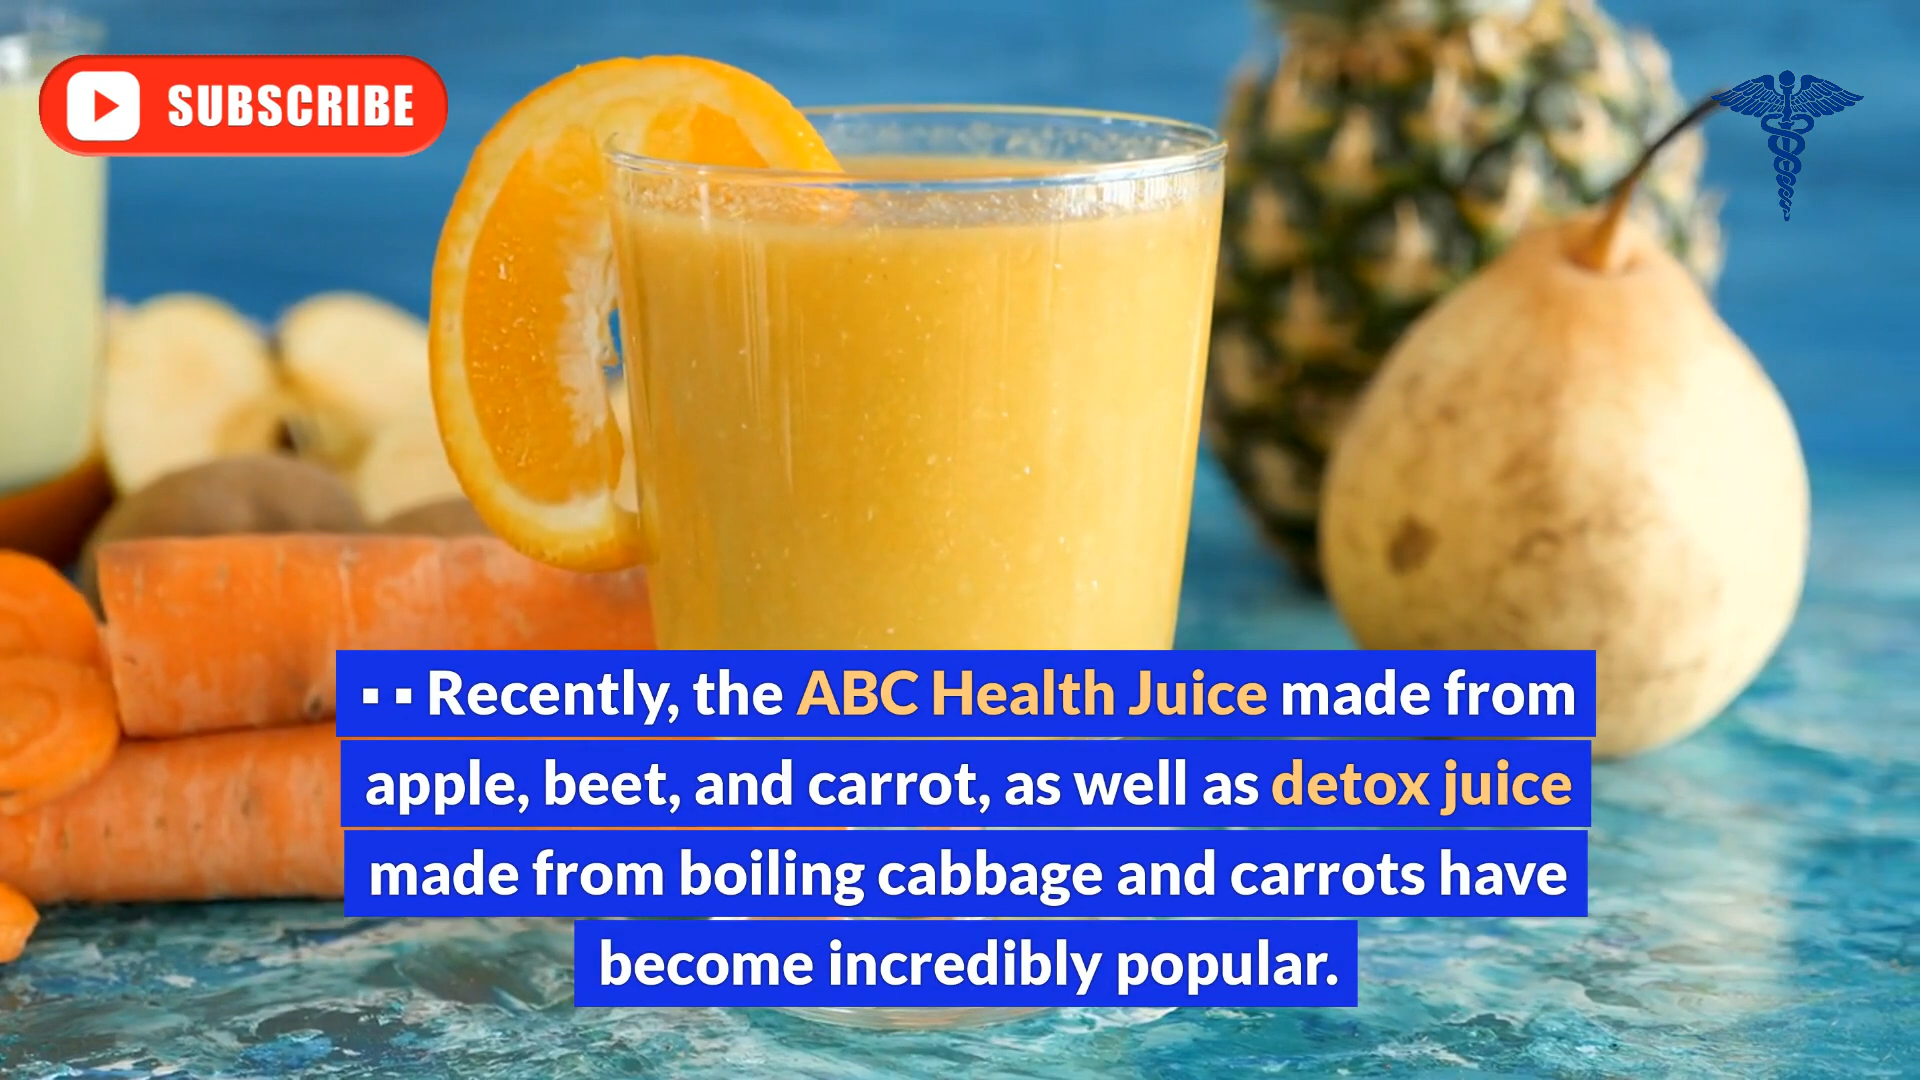 SUBSCRIBE
▪ ▪ Recently, the ABC Health Juice made from
apple, beet, and carrot, as well as detox juice
made from boiling cabbage and carrots have
become incredibly popular.